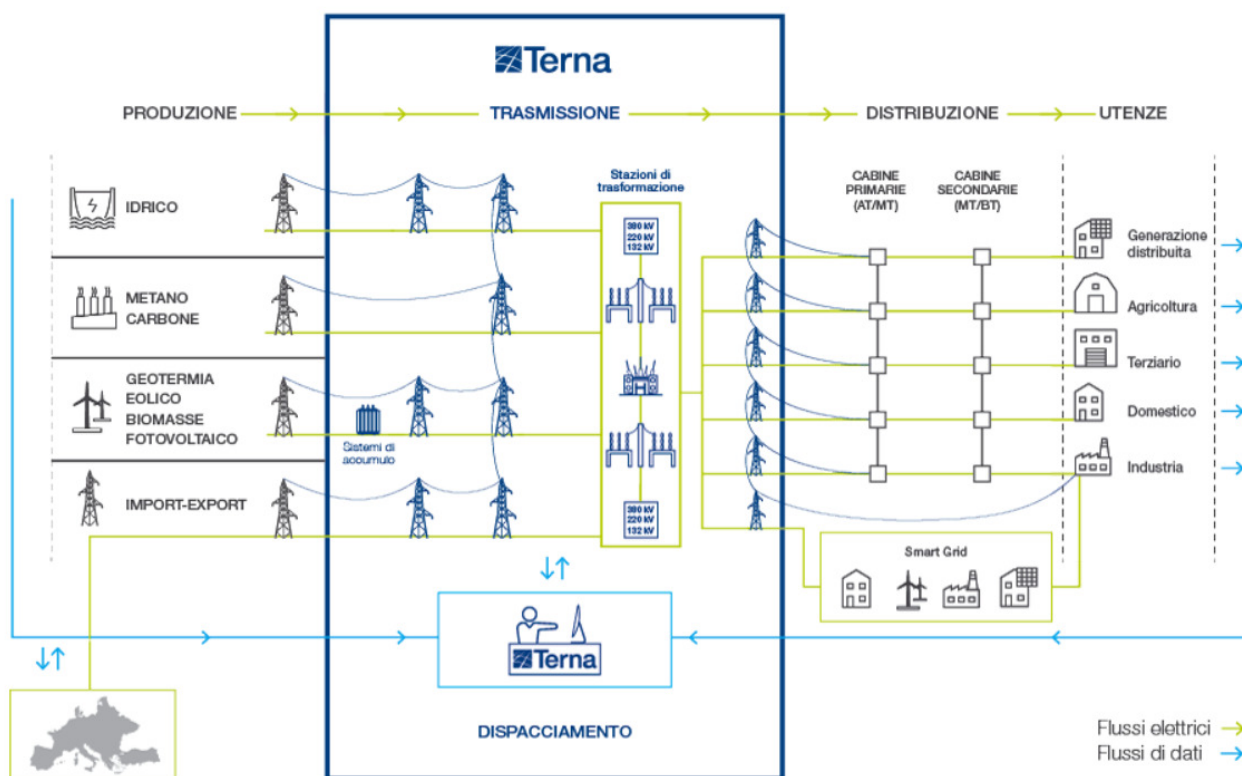 Terna
PRODUZIONE
TRASMISSIONE
DISTRIBUZIONE
UTENZE
Stazioni di
trasformazione
CABINE
PRIMARIE
(AT/MT)
CABINE
SECONDARIE
(MT/BT)
IDRICO
380 kV
220 kV
132 kV
Generazione
distribuita
METANO
CARBONE
Agricoltura
Terziario
GEOTERMIA
EOLICO
BIOMASSE
FOTOVOLTAICO
Sistemi di
accumulo
Domestico
Industria
IMPORT-EXPORT
380 kV
220 kV
132 kV
Smart Grid
Terna
DISPACCIAMENTO
Flussi elettrici
Flussi di dati